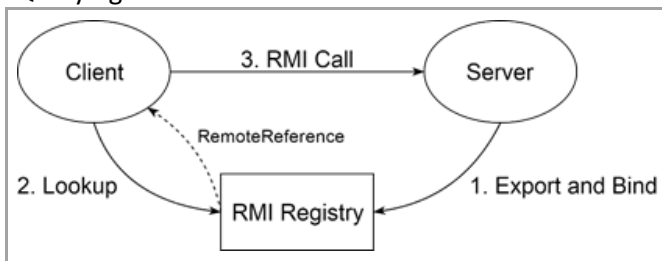 3. RMI Call
Client
Server
RemoteReference
2. Lookup
1. Export and Bind
RMI Registry